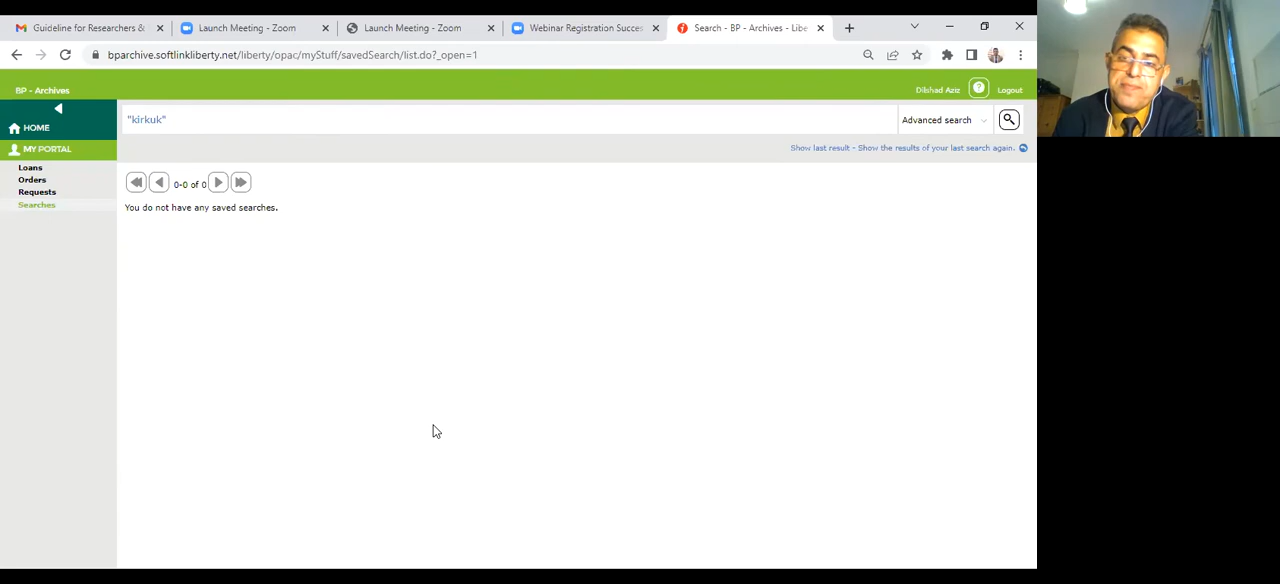 Guideline for Researchers &
Launch Meeting - Zoom
Launch Meeting - Zoom
Webinar Registration Succes
Search - BP - Archives - Libe
bparchive.softlinkliberty.net/liberty/opac/myStuff/savedSearch/list.do?_open=1
BP - Archives
Dilshad Aziz
?
Logout
HOME
"kirkuk"
Advanced search
MY PORTAL
Show last result - Show the results of your last search again.
Loans
Orders
Requests
Searches
0-0 of 0
You do not have any saved searches.